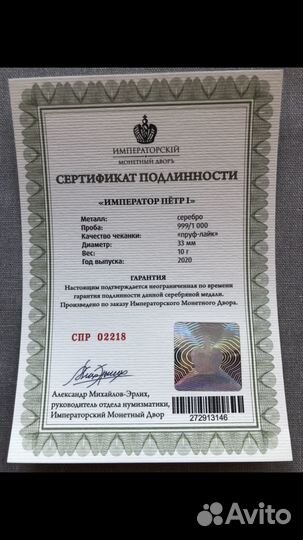 ИМПЕРАТОРСКІЙ
МОНЕТНЫЙ ДВОРЪ
СЕРТИФИКАТ ПОДЛИННОСТИ
«ИМПЕРАТОР ПЁТР I»
Металл: серебро
Проба: 999/1 000
Качество чеканки: «пруф-лайк»
Диаметр: 33 мм
Вес: 10 г
Год выпуска: 2020
ГАРАНТИЯ
Настоящим подтверждается неограниченная по времени
гарантия подлинности данной серебряной медали.
Произведено по заказу Императорского Монетного Двора.
СПР 02218
Александр Михайлов-Эрлих,
руководитель отдела нумизматики,
Императорский Монетный Двор
272913146
Avito